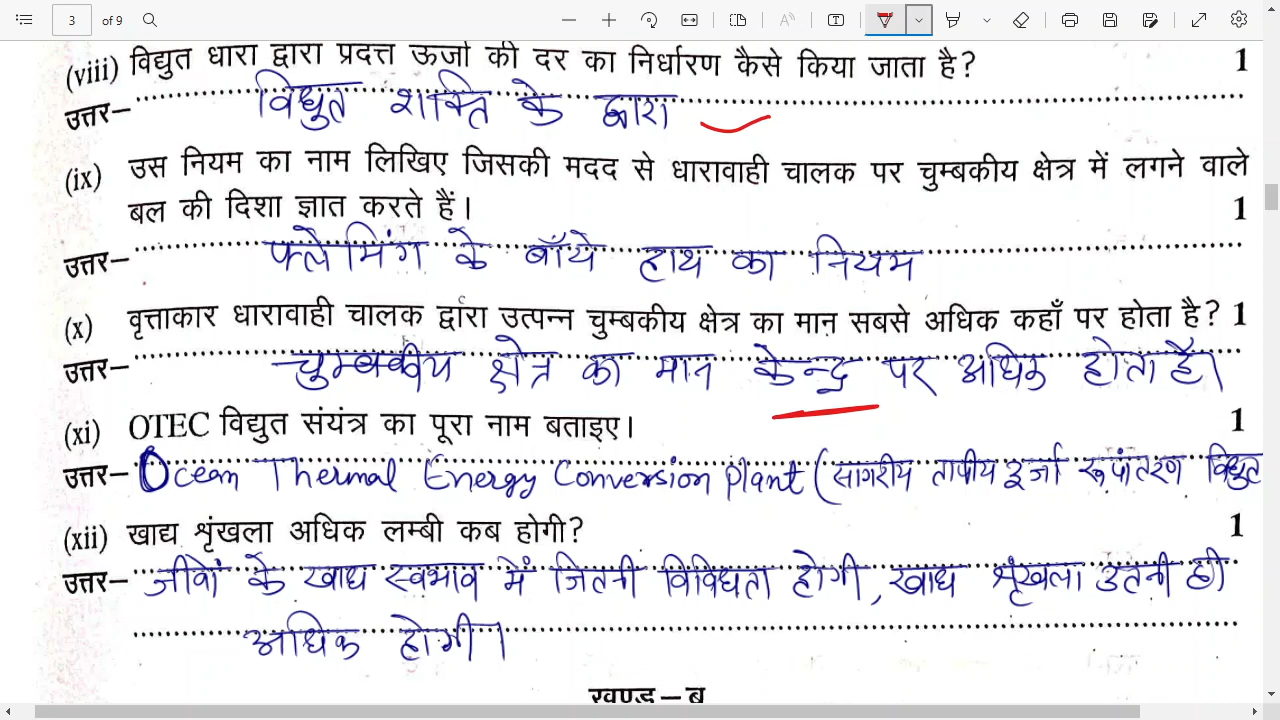 3 of 9
(viii) विद्युत धारा द्वारा प्रदत्त ऊर्जा की दर का निर्धारण कैसे किया जाता है? 1
उत्तर– विद्युत शक्ति के द्वारा
(ix) उस नियम का नाम लिखिए जिसकी मदद से धारावाही चालक पर चुम्बकीय क्षेत्र में लगने वाले
बल की दिशा ज्ञात करते हैं। 1
उत्तर– फ्लेमिंग के बाँये हाथ का नियम
(x) वृत्ताकार धारावाही चालक द्वारा उत्पन्न चुम्बकीय क्षेत्र का मान सबसे अधिक कहाँ पर होता है? 1
उत्तर– चुम्बकीय क्षेत्र का मान केन्द्र पर अधिक होता है।
(xi) OTEC विद्युत संयंत्र का पूरा नाम बताइए। 1
उत्तर– Ocean Thermal Energy Conversion Plant (सागरीय तापीय ऊर्जा रूपांतरण विद्युत
(xii) खाद्य श्रृंखला अधिक लम्बी कब होगी? 1
उत्तर– जीवों के खाद्य स्वभाव में जितनी विविधता होगी, खाद्य श्रृंखला उतनी ही
अधिक होगी।
खण्ड – ब